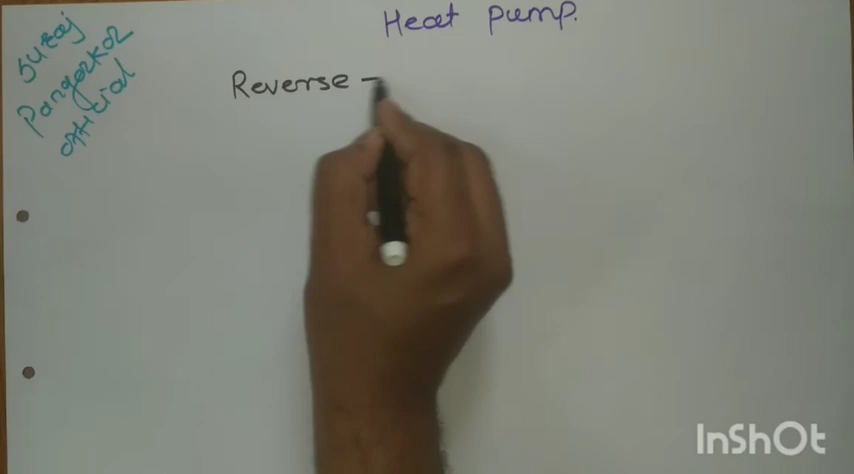 Heat pump.
Suraj
Pangarkar
official
Reverse -
InShOt